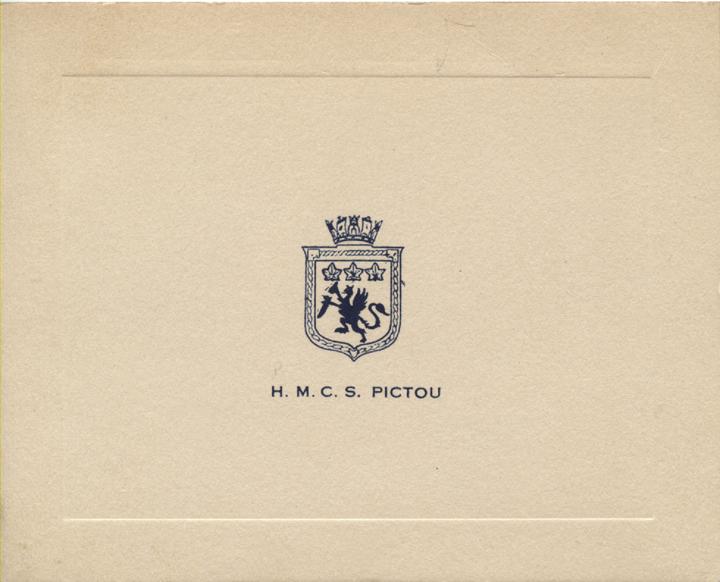 H. M. C. S. PICTOU